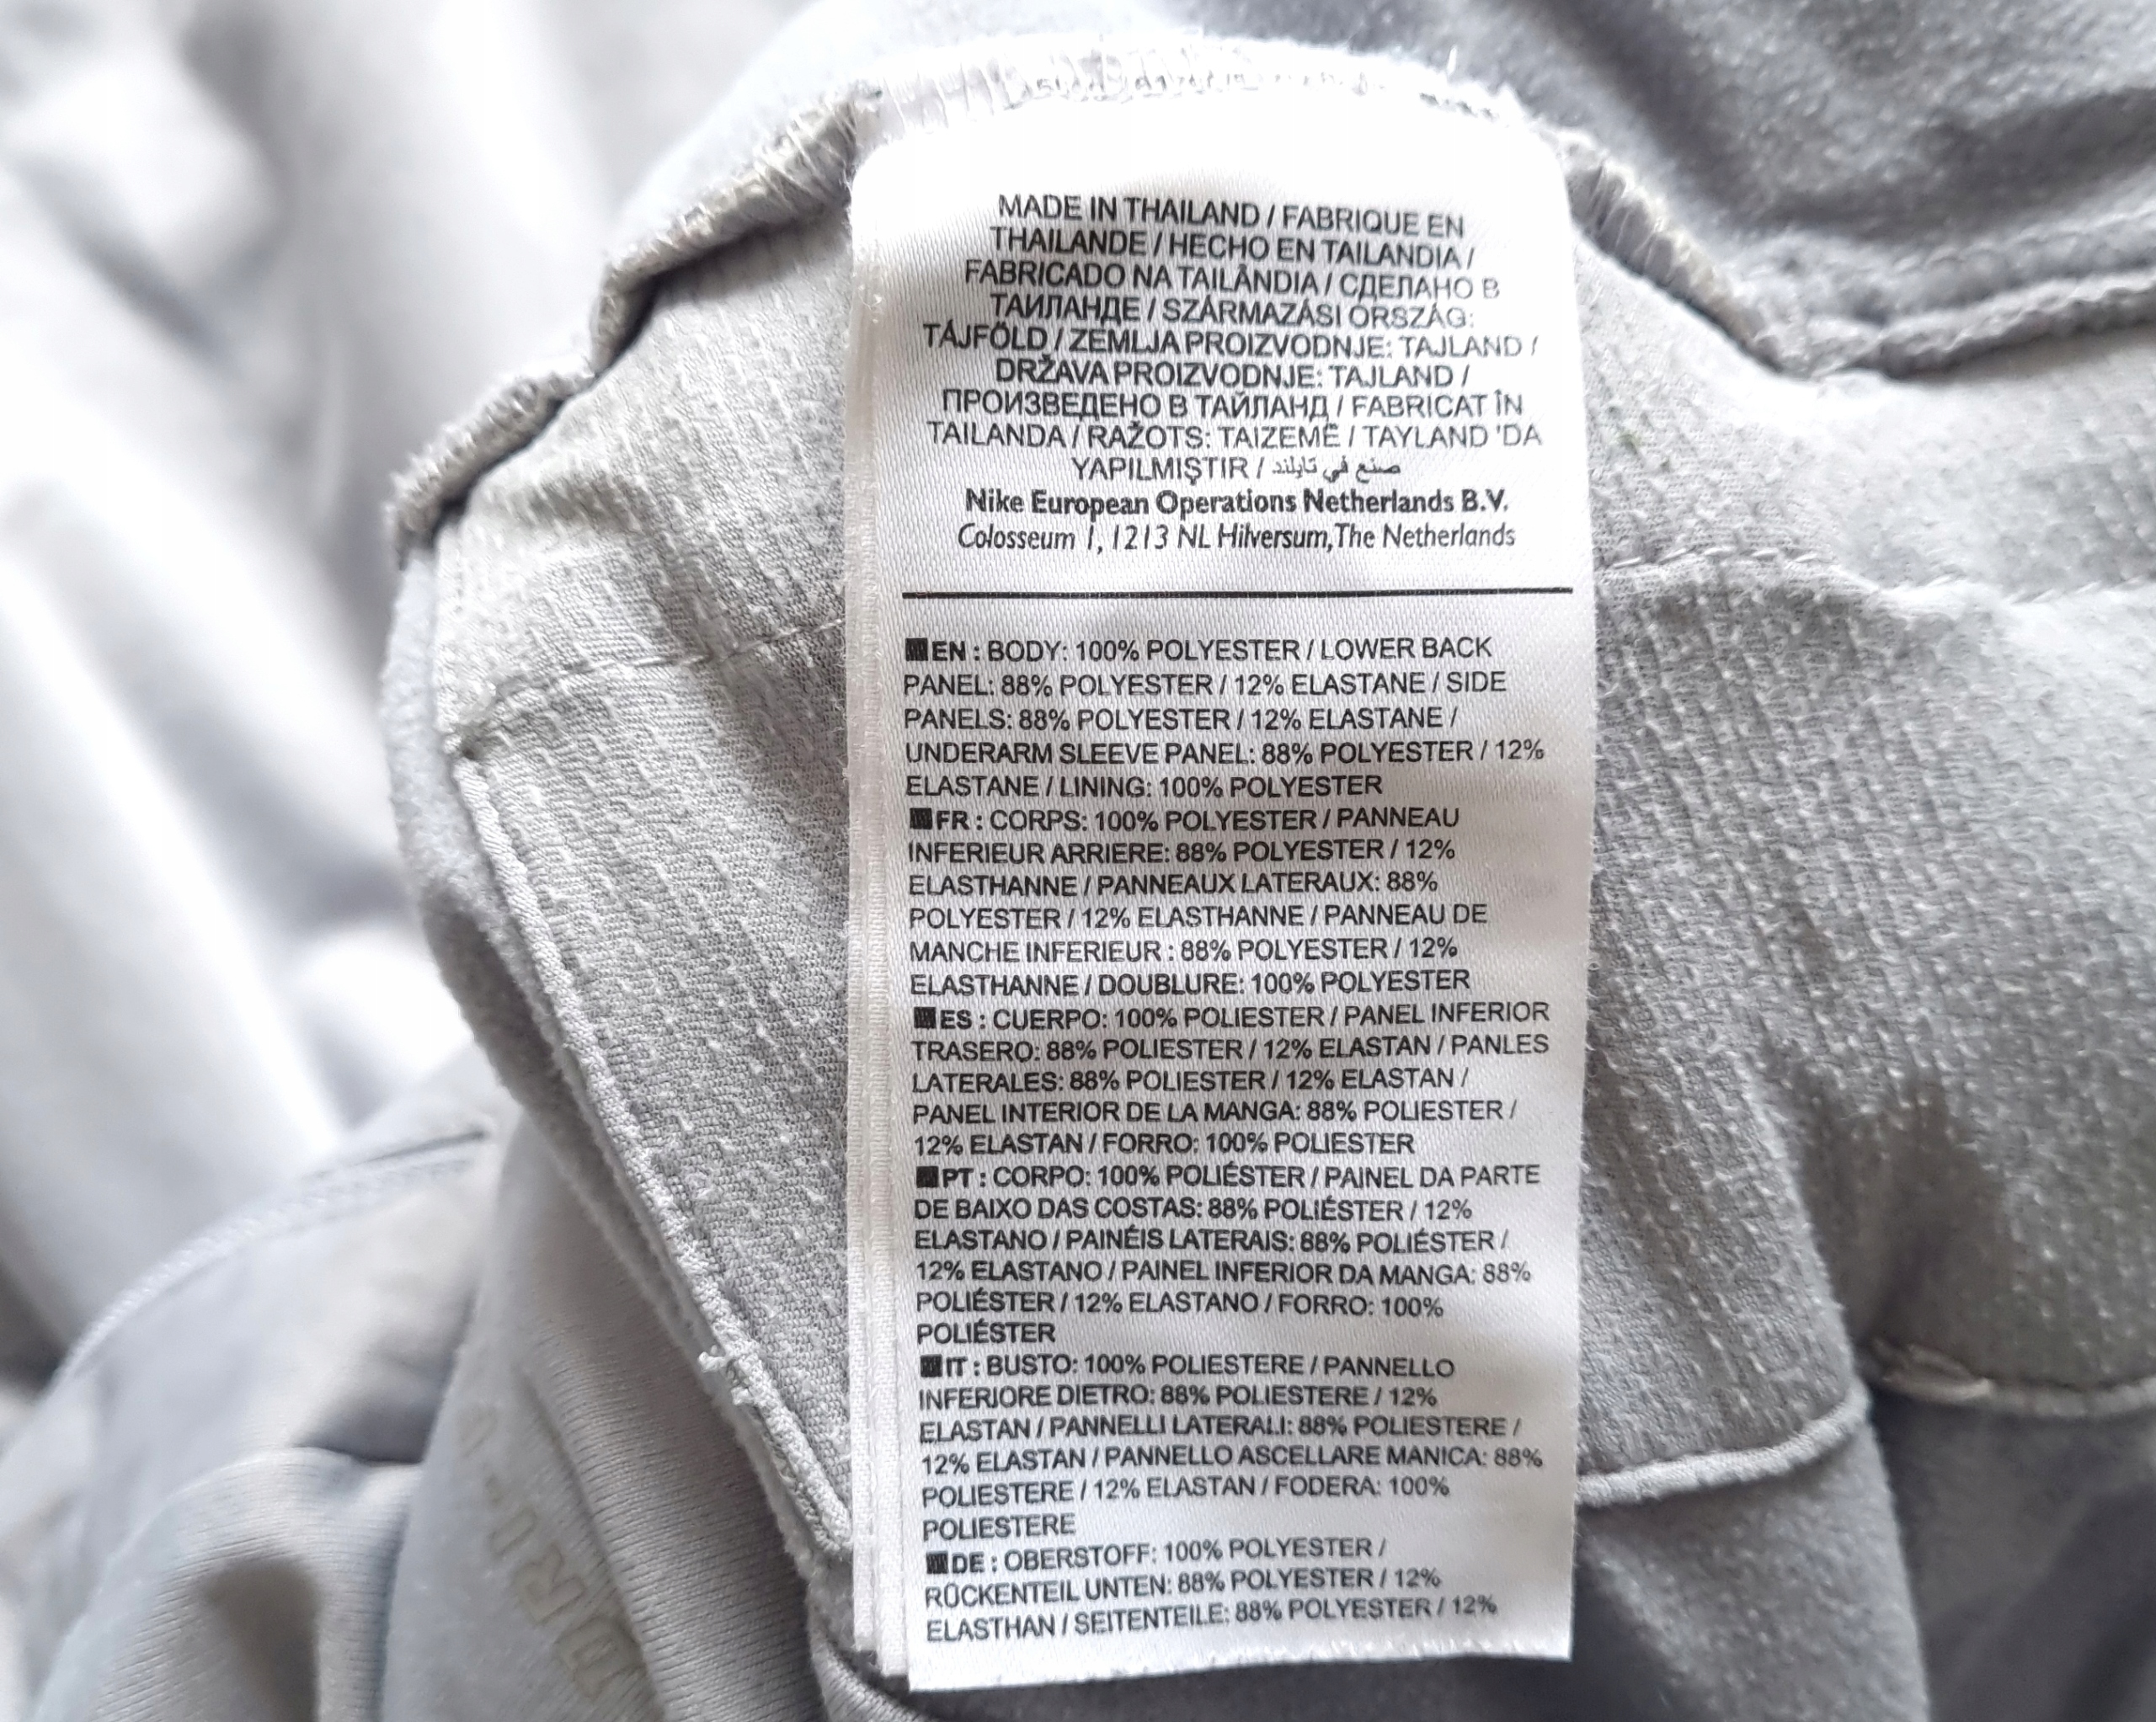 MADE IN THAILAND / FABRIQUE EN
THAILANDE / HECHO EN TAILANDIA /
FABRICADO NA TAILÂNDIA / СДЕЛАНО В
ТАИЛАНДЕ / SZÁRMAZÁSI ORSZÁG:
TÁJFÖLD / ZEMLJA PROIZVODNJE: TAJLAND /
DRŽAVA PROIZVODNJE: TAJLAND /
ПРОИЗВЕДЕНО В ТАЙЛАНД / FABRICAT ÎN
TAILANDA / RAŽOTS: TAIZEMĒ / TAYLAND 'DA
YAPILMIŞTIR / صنع في تايلند
Nike European Operations Netherlands B.V.
Colosseum 1, 1213 NL Hilversum, The Netherlands
EN : BODY: 100% POLYESTER / LOWER BACK
PANEL: 88% POLYESTER / 12% ELASTANE / SIDE
PANELS: 88% POLYESTER / 12% ELASTANE /
UNDERARM SLEEVE PANEL: 88% POLYESTER / 12%
ELASTANE / LINING: 100% POLYESTER
FR : CORPS: 100% POLYESTER / PANNEAU
INFERIEUR ARRIERE: 88% POLYESTER / 12%
ELASTHANNE / PANNEAUX LATERAUX: 88%
POLYESTER / 12% ELASTHANNE / PANNEAU DE
MANCHE INFERIEUR : 88% POLYESTER / 12%
ELASTHANNE / DOUBLURE: 100% POLYESTER
ES : CUERPO: 100% POLIESTER / PANEL INFERIOR
TRASERO: 88% POLIESTER / 12% ELASTAN / PANLES
LATERALES: 88% POLIESTER / 12% ELASTAN /
PANEL INTERIOR DE LA MANGA: 88% POLIESTER /
12% ELASTAN / FORRO: 100% POLIESTER
PT : CORPO: 100% POLIÉSTER / PAINEL DA PARTE
DE BAIXO DAS COSTAS: 88% POLIÉSTER / 12%
ELASTANO / PAINÉIS LATERAIS: 88% POLIÉSTER /
12% ELASTANO / PAINEL INFERIOR DA MANGA: 88%
POLIÉSTER / 12% ELASTANO / FORRO: 100%
POLIÉSTER
IT : BUSTO: 100% POLIESTERE / PANNELLO
INFERIORE DIETRO: 88% POLIESTERE / 12%
ELASTAN / PANNELLI LATERALI: 88% POLIESTERE /
12% ELASTAN / PANNELLO ASCELLARE MANICA: 88%
POLIESTERE / 12% ELASTAN / FODERA: 100%
POLIESTERE
DE : OBERSTOFF: 100% POLYESTER /
RÜCKENTEIL UNTEN: 88% POLYESTER / 12%
ELASTHAN / SEITENTEILE: 88% POLYESTER / 12%
DRI-